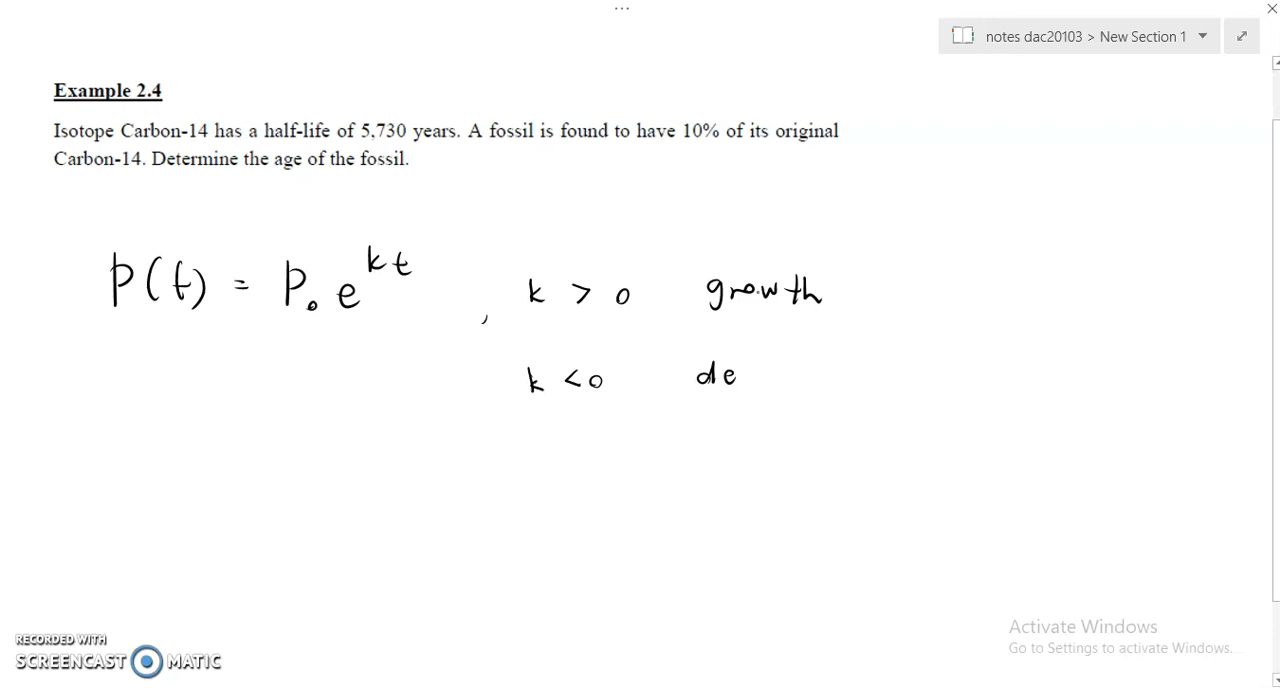 ...
notes dac20103 > New Section 1
Example 2.4
Isotope Carbon-14 has a half-life of 5,730 years. A fossil is found to have 10% of its original
Carbon-14. Determine the age of the fossil.
P(t) = P₀ e^kt , k > 0 growth
k < 0 de
Activate Windows
Go to Settings to activate Windows.
RECORDED WITH
SCREENCAST MATIC